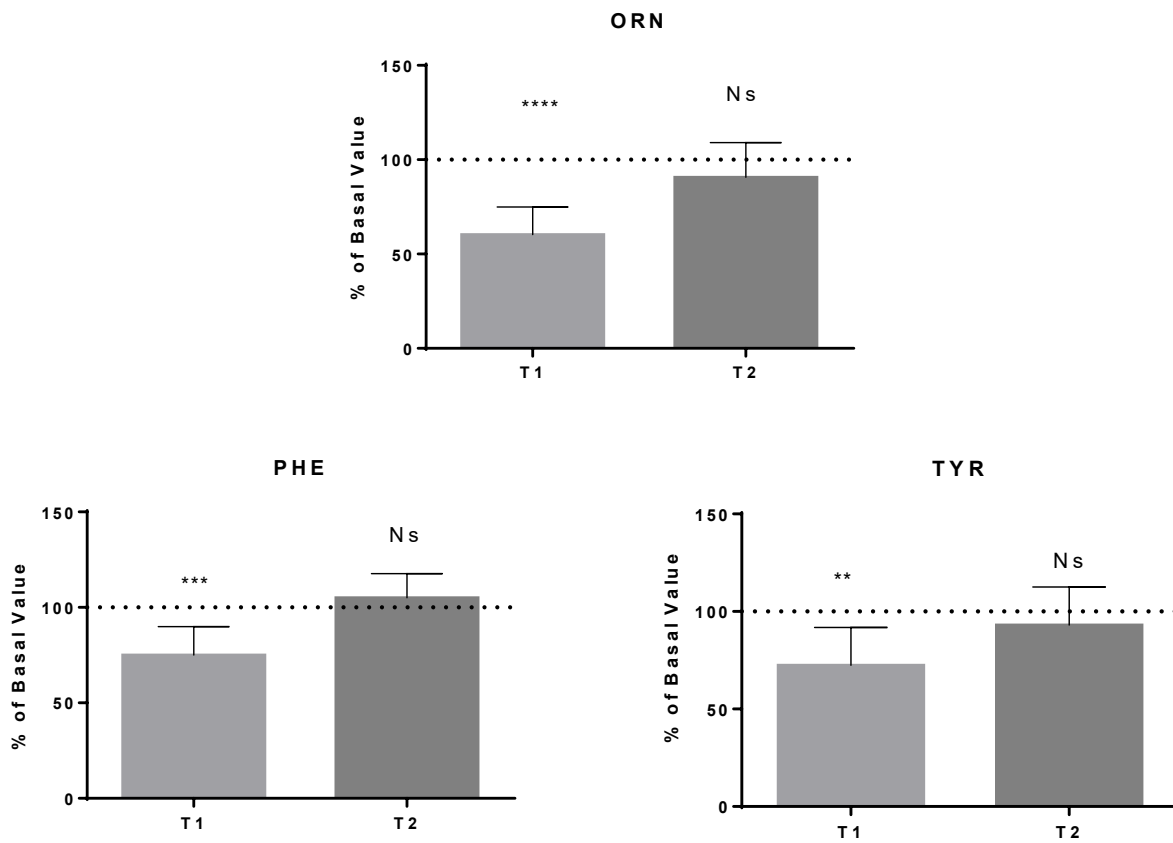 ORN
% of Basal Value
150
100
50
0
****
Ns
T1
T2
PHE
% of Basal Value
150
100
50
0
***
Ns
T1
T2
TYR
% of Basal Value
150
100
50
0
**
Ns
T1
T2